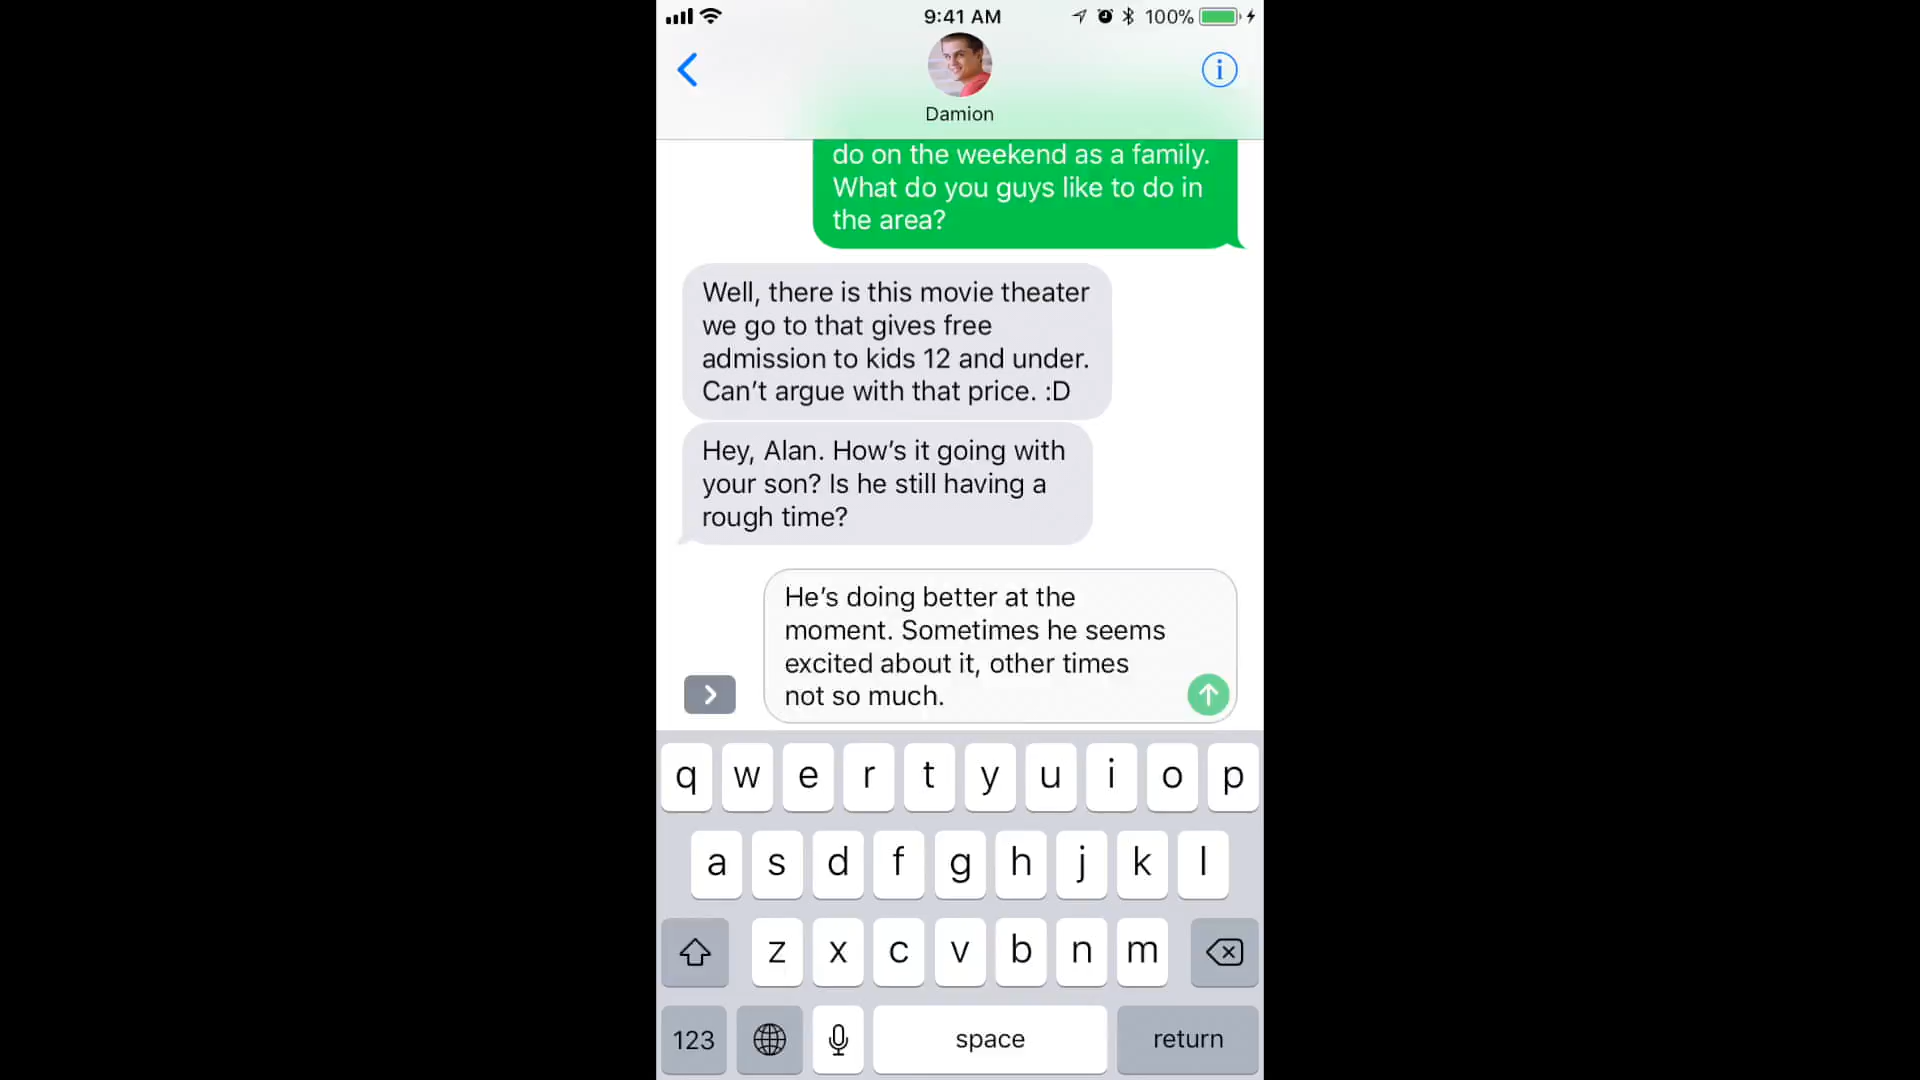 9:41 AM
100%
Damion
do on the weekend as a family.
What do you guys like to do in
the area?
Well, there is this movie theater
we go to that gives free
admission to kids 12 and under.
Can’t argue with that price. :D
Hey, Alan. How’s it going with
your son? Is he still having a
rough time?
He’s doing better at the
moment. Sometimes he seems
excited about it, other times
not so much.
q w e r t y u i o p
a s d f g h j k l
z x c v b n m
123 space return